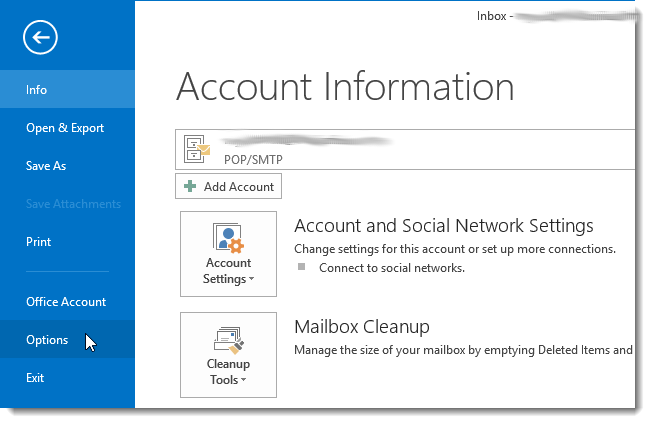 Inbox -
Info
Open & Export
Save As
Save Attachments
Print
Office Account
Options
Exit
Account Information
POP/SMTP
Add Account
Account
Settings
Account and Social Network Settings
Change settings for this account or set up more connections.
Connect to social networks.
Cleanup
Tools
Mailbox Cleanup
Manage the size of your mailbox by emptying Deleted Items and